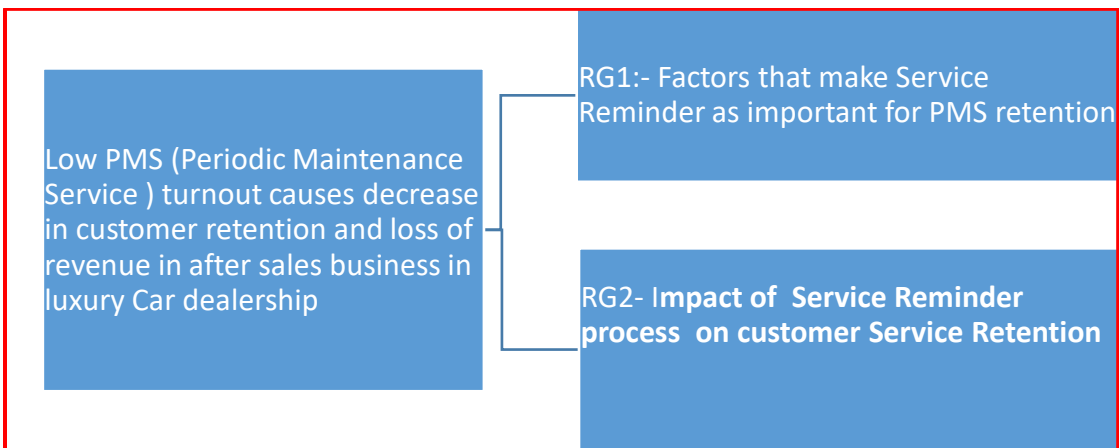 Low PMS (Periodic Maintenance
Service ) turnout causes decrease
in customer retention and loss of
revenue in after sales business in
luxury Car dealership
RG1:- Factors that make Service
Reminder as important for PMS retention
RG2- Impact of  Service Reminder
process  on customer Service Retention